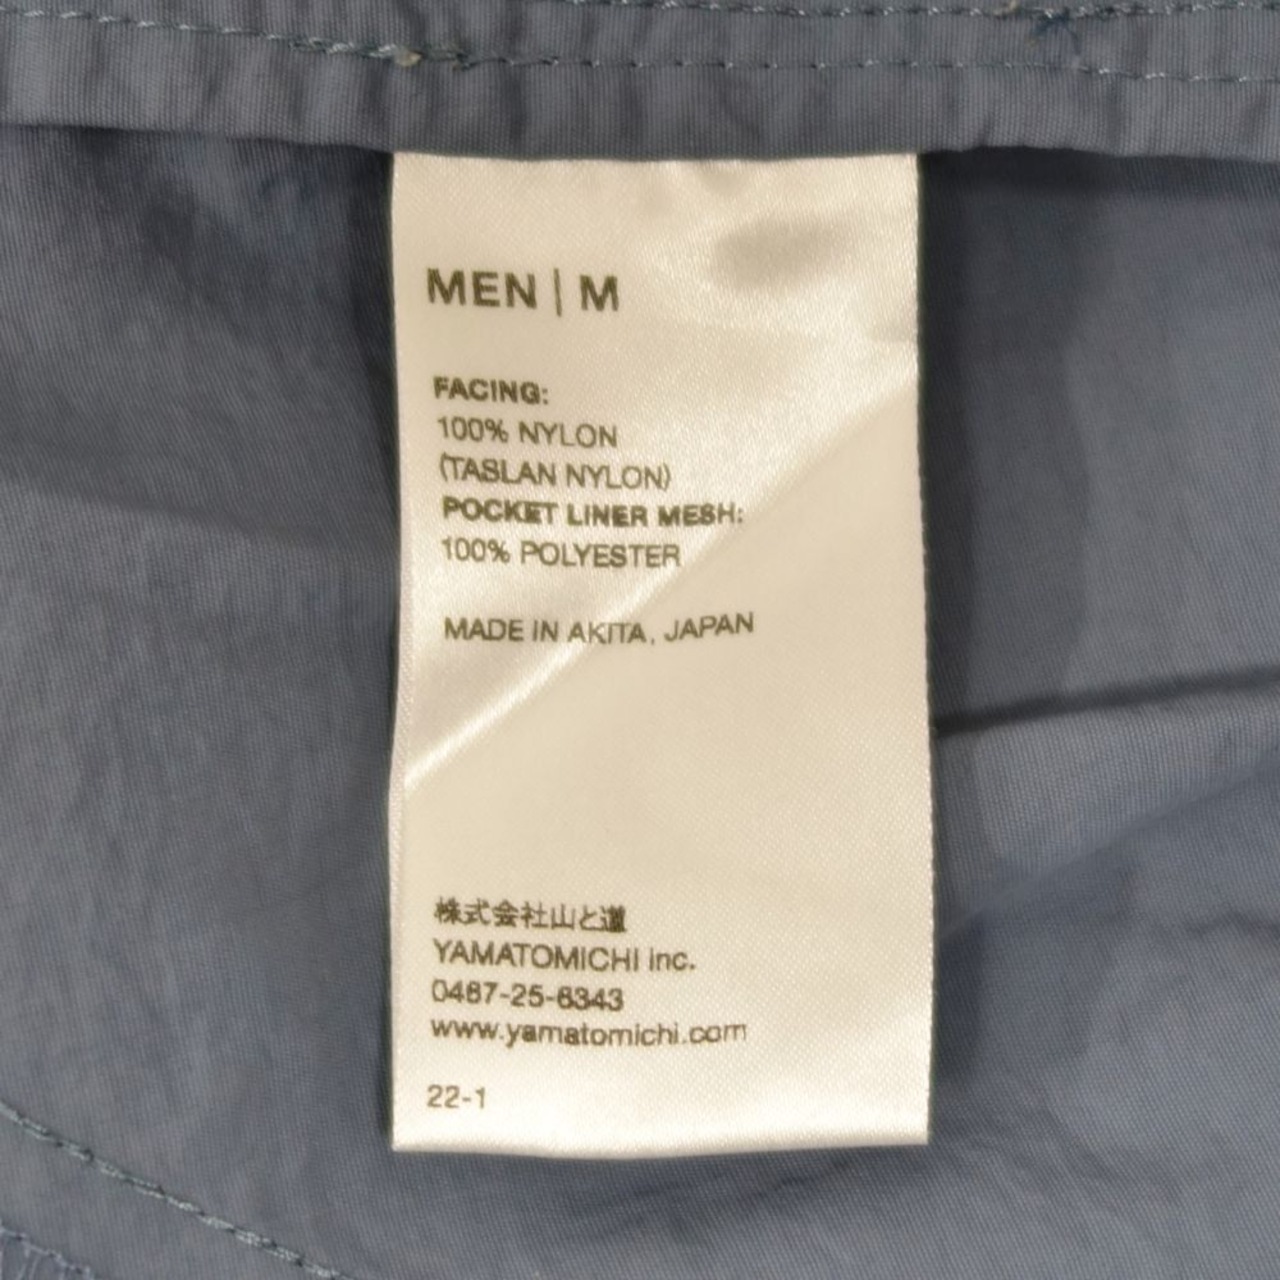 MEN | M
FACING:
100% NYLON
(TASLAN NYLON)
POCKET LINER MESH:
100% POLYESTER
MADE IN AKITA, JAPAN
株式会社山と道
YAMATOMICHI inc.
0467-25-6343
www.yamatomichi.com
22-1